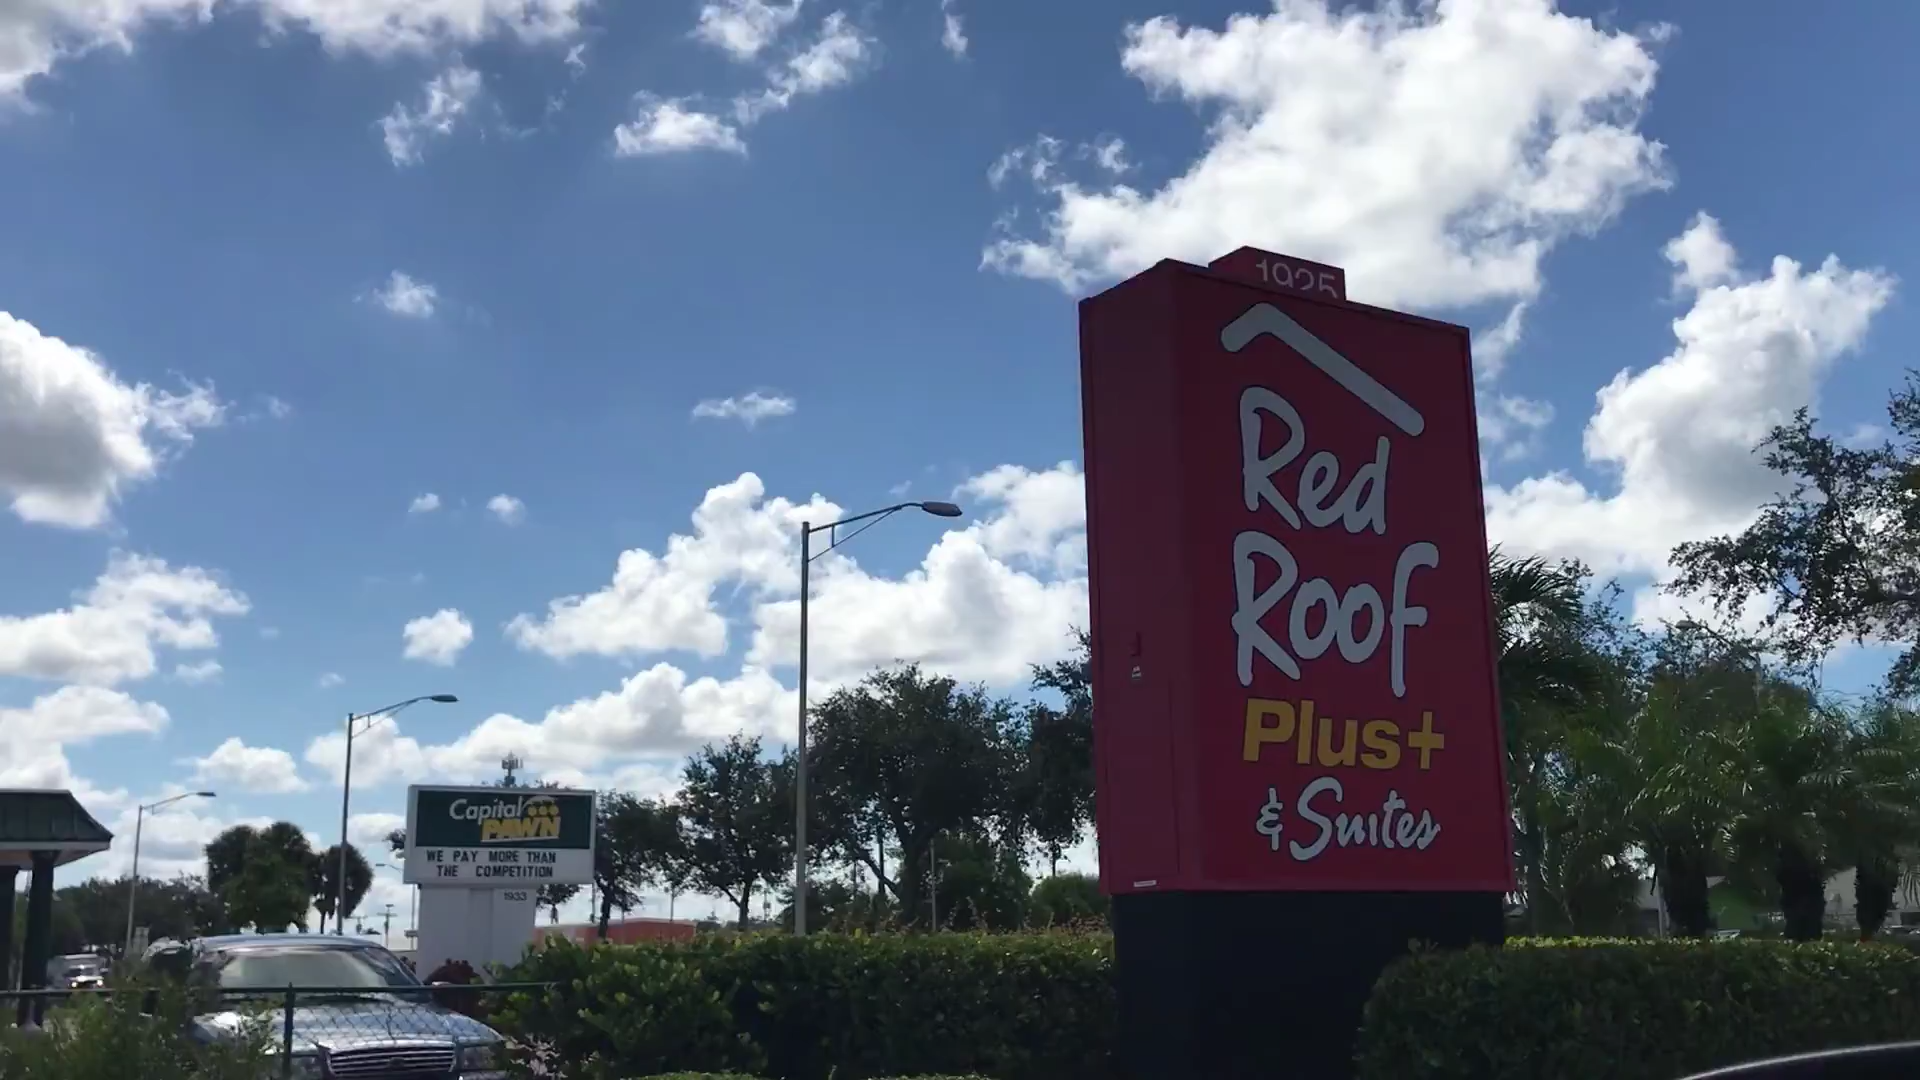 1925
Red
Roof
Plus+
& Suites
Capital
PAWN
WE PAY MORE THAN
THE COMPETITION
1933